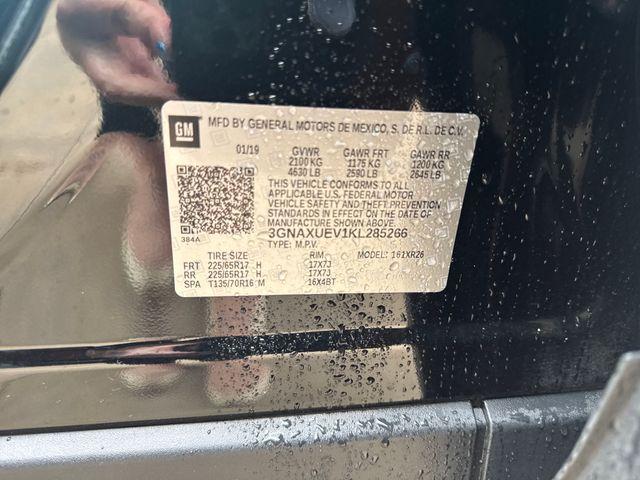 GM MFD BY GENERAL MOTORS DE MEXICO, S. DE R.L. DE C.V.
01/19 GVWR GAWR FRT GAWR RR
2100 KG 1175 KG 1200 KG
4630 LB 2590 LB 2645 LB
THIS VEHICLE CONFORMS TO ALL
APPLICABLE U.S. FEDERAL MOTOR
VEHICLE SAFETY AND THEFT PREVENTION
STANDARDS IN EFFECT ON THE DATE OF
MANUFACTURE SHOWN ABOVE.
3GNAXUEV1KL285266
384A TYPE: M.P.V. MODEL: 161XR26
TIRE SIZE RIM
FRT 225/65R17 H 17X7J
RR 225/65R17 H 17X7J
SPA T135/70R16 M 16X4BT